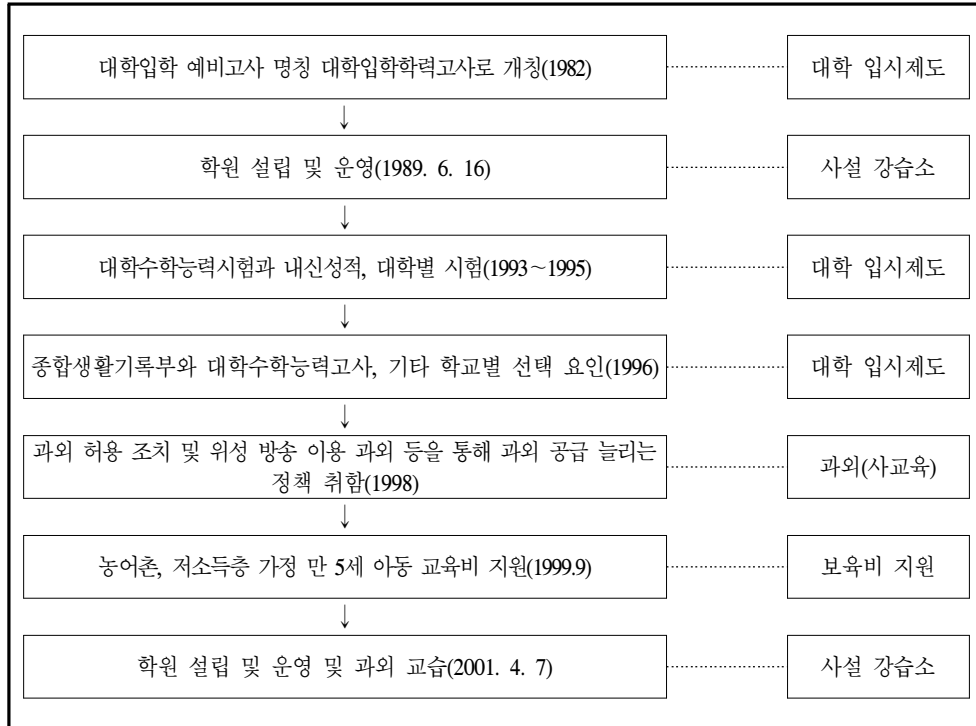 대학입학 예비고사 명칭 대학입학학력고사로 개칭(1982)
대학 입시제도
↓
학원 설립 및 운영(1989. 6. 16)
사설 강습소
↓
대학수학능력시험과 내신성적, 대학별 시험(1993~1995)
대학 입시제도
↓
종합생활기록부와 대학수학능력고사, 기타 학교별 선택 요인(1996)
대학 입시제도
↓
과외 허용 조치 및 위성 방송 이용 과외 등을 통해 과외 공급 늘리는
정책 취함(1998)
과외(사교육)
↓
농어촌, 저소득층 가정 만 5세 아동 교육비 지원(1999.9)
보육비 지원
↓
학원 설립 및 운영 및 과외 교습(2001. 4. 7)
사설 강습소